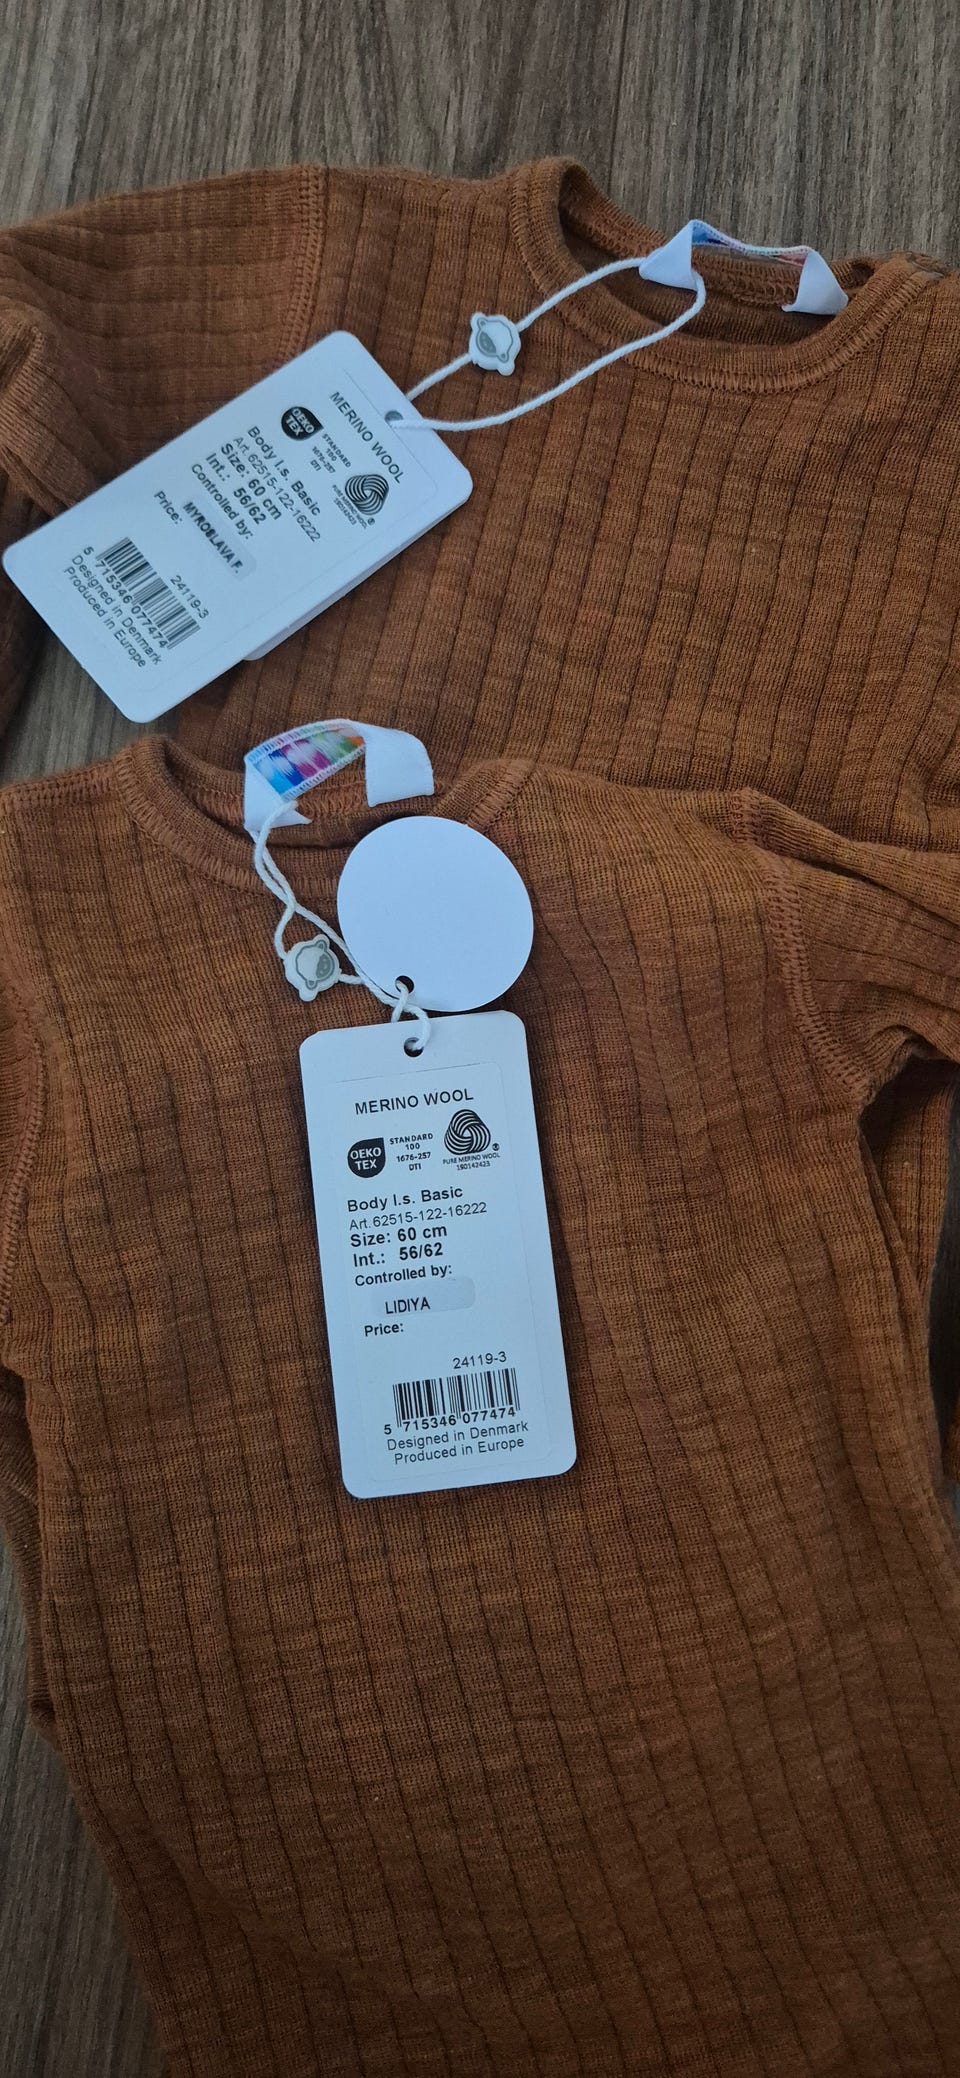 MERINO WOOL
OEKO
TEX
STANDARD
100
1676-257
DTI
PURE MERINO WOOL
190142423
Body l.s. Basic
Art.62515-122-16222
Size: 60 cm
Int.: 56/62
Controlled by:
MYROSLAVA F.
Price:
24119-3
5 715346 077474
Designed in Denmark
Produced in Europe
MERINO WOOL
OEKO
TEX
STANDARD
100
1676-257
DTI
PURE MERINO WOOL
190142423
Body l.s. Basic
Art.62515-122-16222
Size: 60 cm
Int.: 56/62
Controlled by:
LIDIYA
Price:
24119-3
5 715346 077474
Designed in Denmark
Produced in Europe